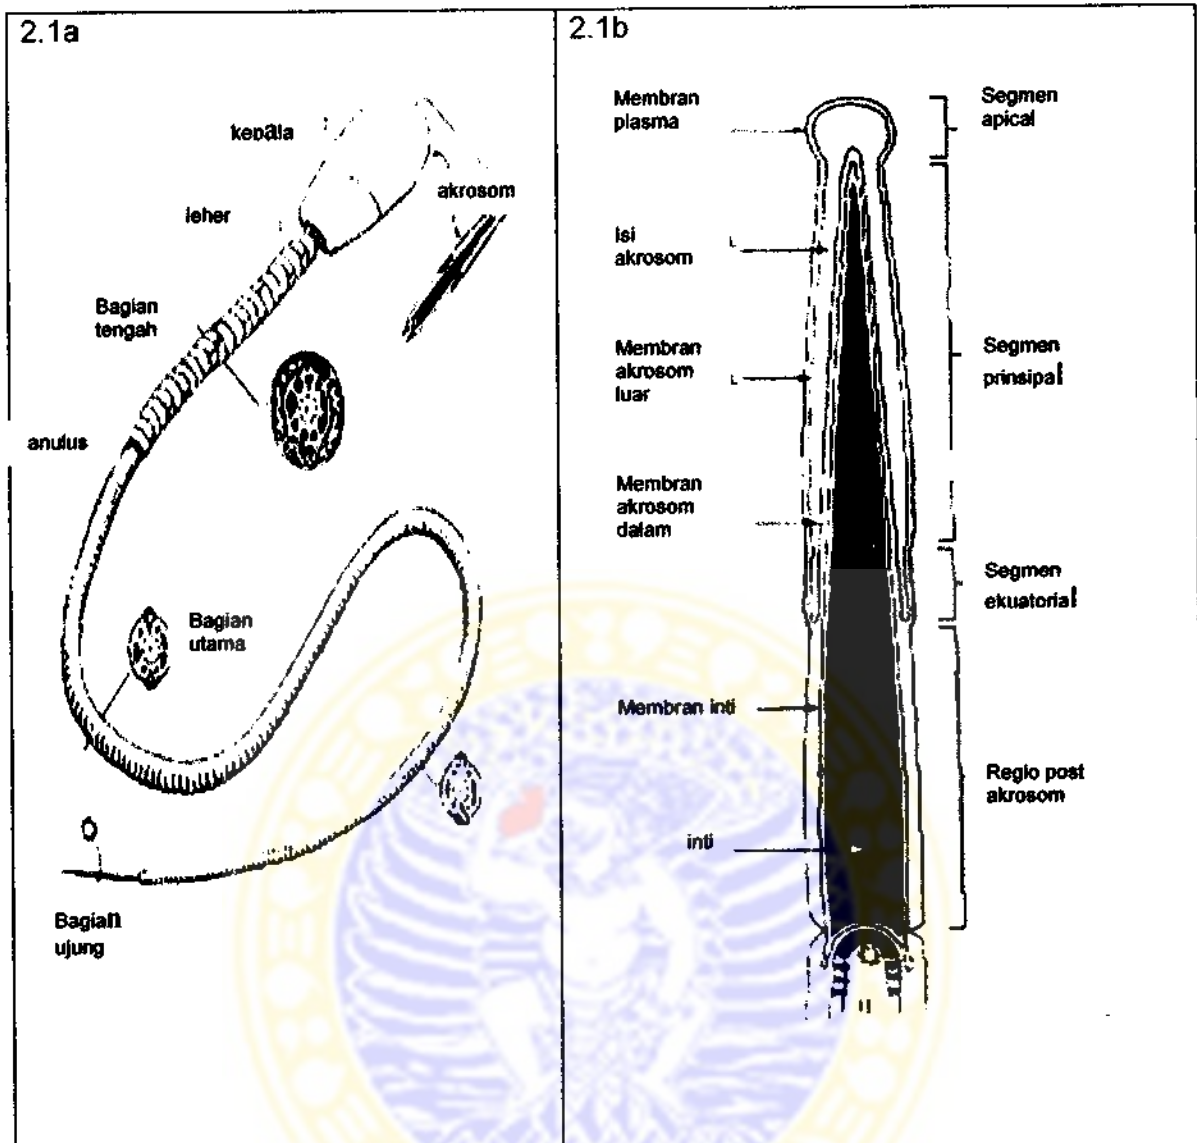 2.1a
kepala
akrosom
leher
Bagian
tengah
anulus
Bagian
utama
Bagian
ujung
2.1b
Membran
plasma
Segmen
apical
Isi
akrosom
Membran
akrosom
luar
Segmen
prinsipal
Membran
akrosom
dalam
Segmen
ekuatorial
Membran inti
Regio post
akrosom
inti